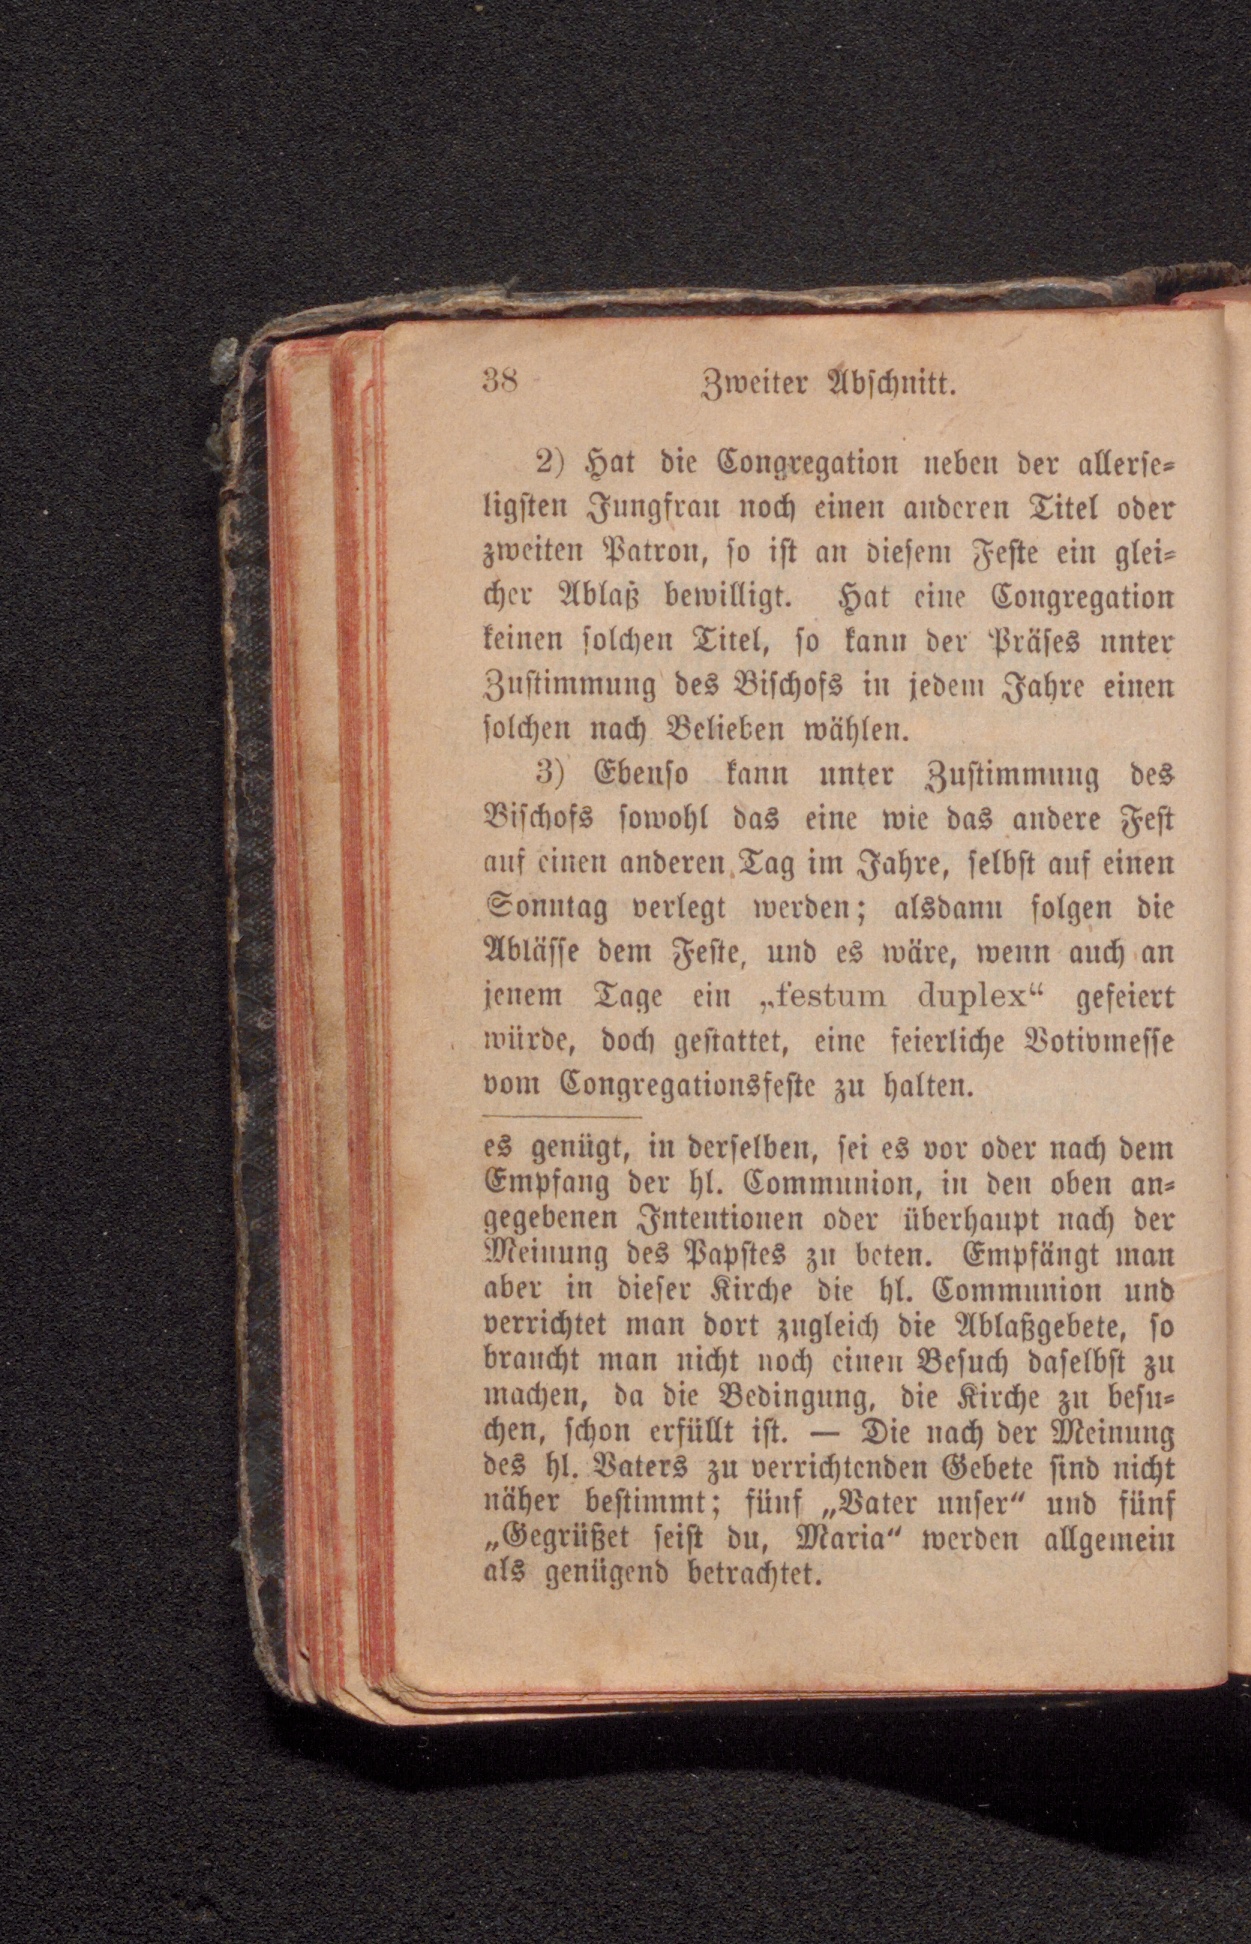 38 Zweiter Abschnitt.
2) Hat die Congregation neben der allerse-
ligsten Jungfrau noch einen anderen Titel oder
zweiten Patron, so ist an diesem Feste ein glei-
cher Ablaß bewilligt. Hat eine Congregation
keinen solchen Titel, so kann der Präses unter
Zustimmung des Bischofs in jedem Jahre einen
solchen nach Belieben wählen.
3) Ebenso kann unter Zustimmung des
Bischofs sowohl das eine wie das andere Fest
auf einen anderen Tag im Jahre, selbst auf einen
Sonntag verlegt werden; alsdann folgen die
Ablässe dem Feste, und es wäre, wenn auch an
jenem Tage ein „festum duplex“ gefeiert
würde, doch gestattet, eine feierliche Votivmesse
vom Congregationsfeste zu halten.
es genügt, in derselben, sei es vor oder nach dem
Empfang der hl. Communion, in den oben an-
gegebenen Intentionen oder überhaupt nach der
Meinung des Papstes zu beten. Empfängt man
aber in dieser Kirche die hl. Communion und
verrichtet man dort zugleich die Ablaßgebete, so
braucht man nicht noch einen Besuch daselbst zu
machen, da die Bedingung, die Kirche zu besu-
chen, schon erfüllt ist. — Die nach der Meinung
des hl. Vaters zu verrichtenden Gebete sind nicht
näher bestimmt; fünf „Vater unser“ und fünf
„Gegrüßet seist du, Maria“ werden allgemein
als genügend betrachtet.